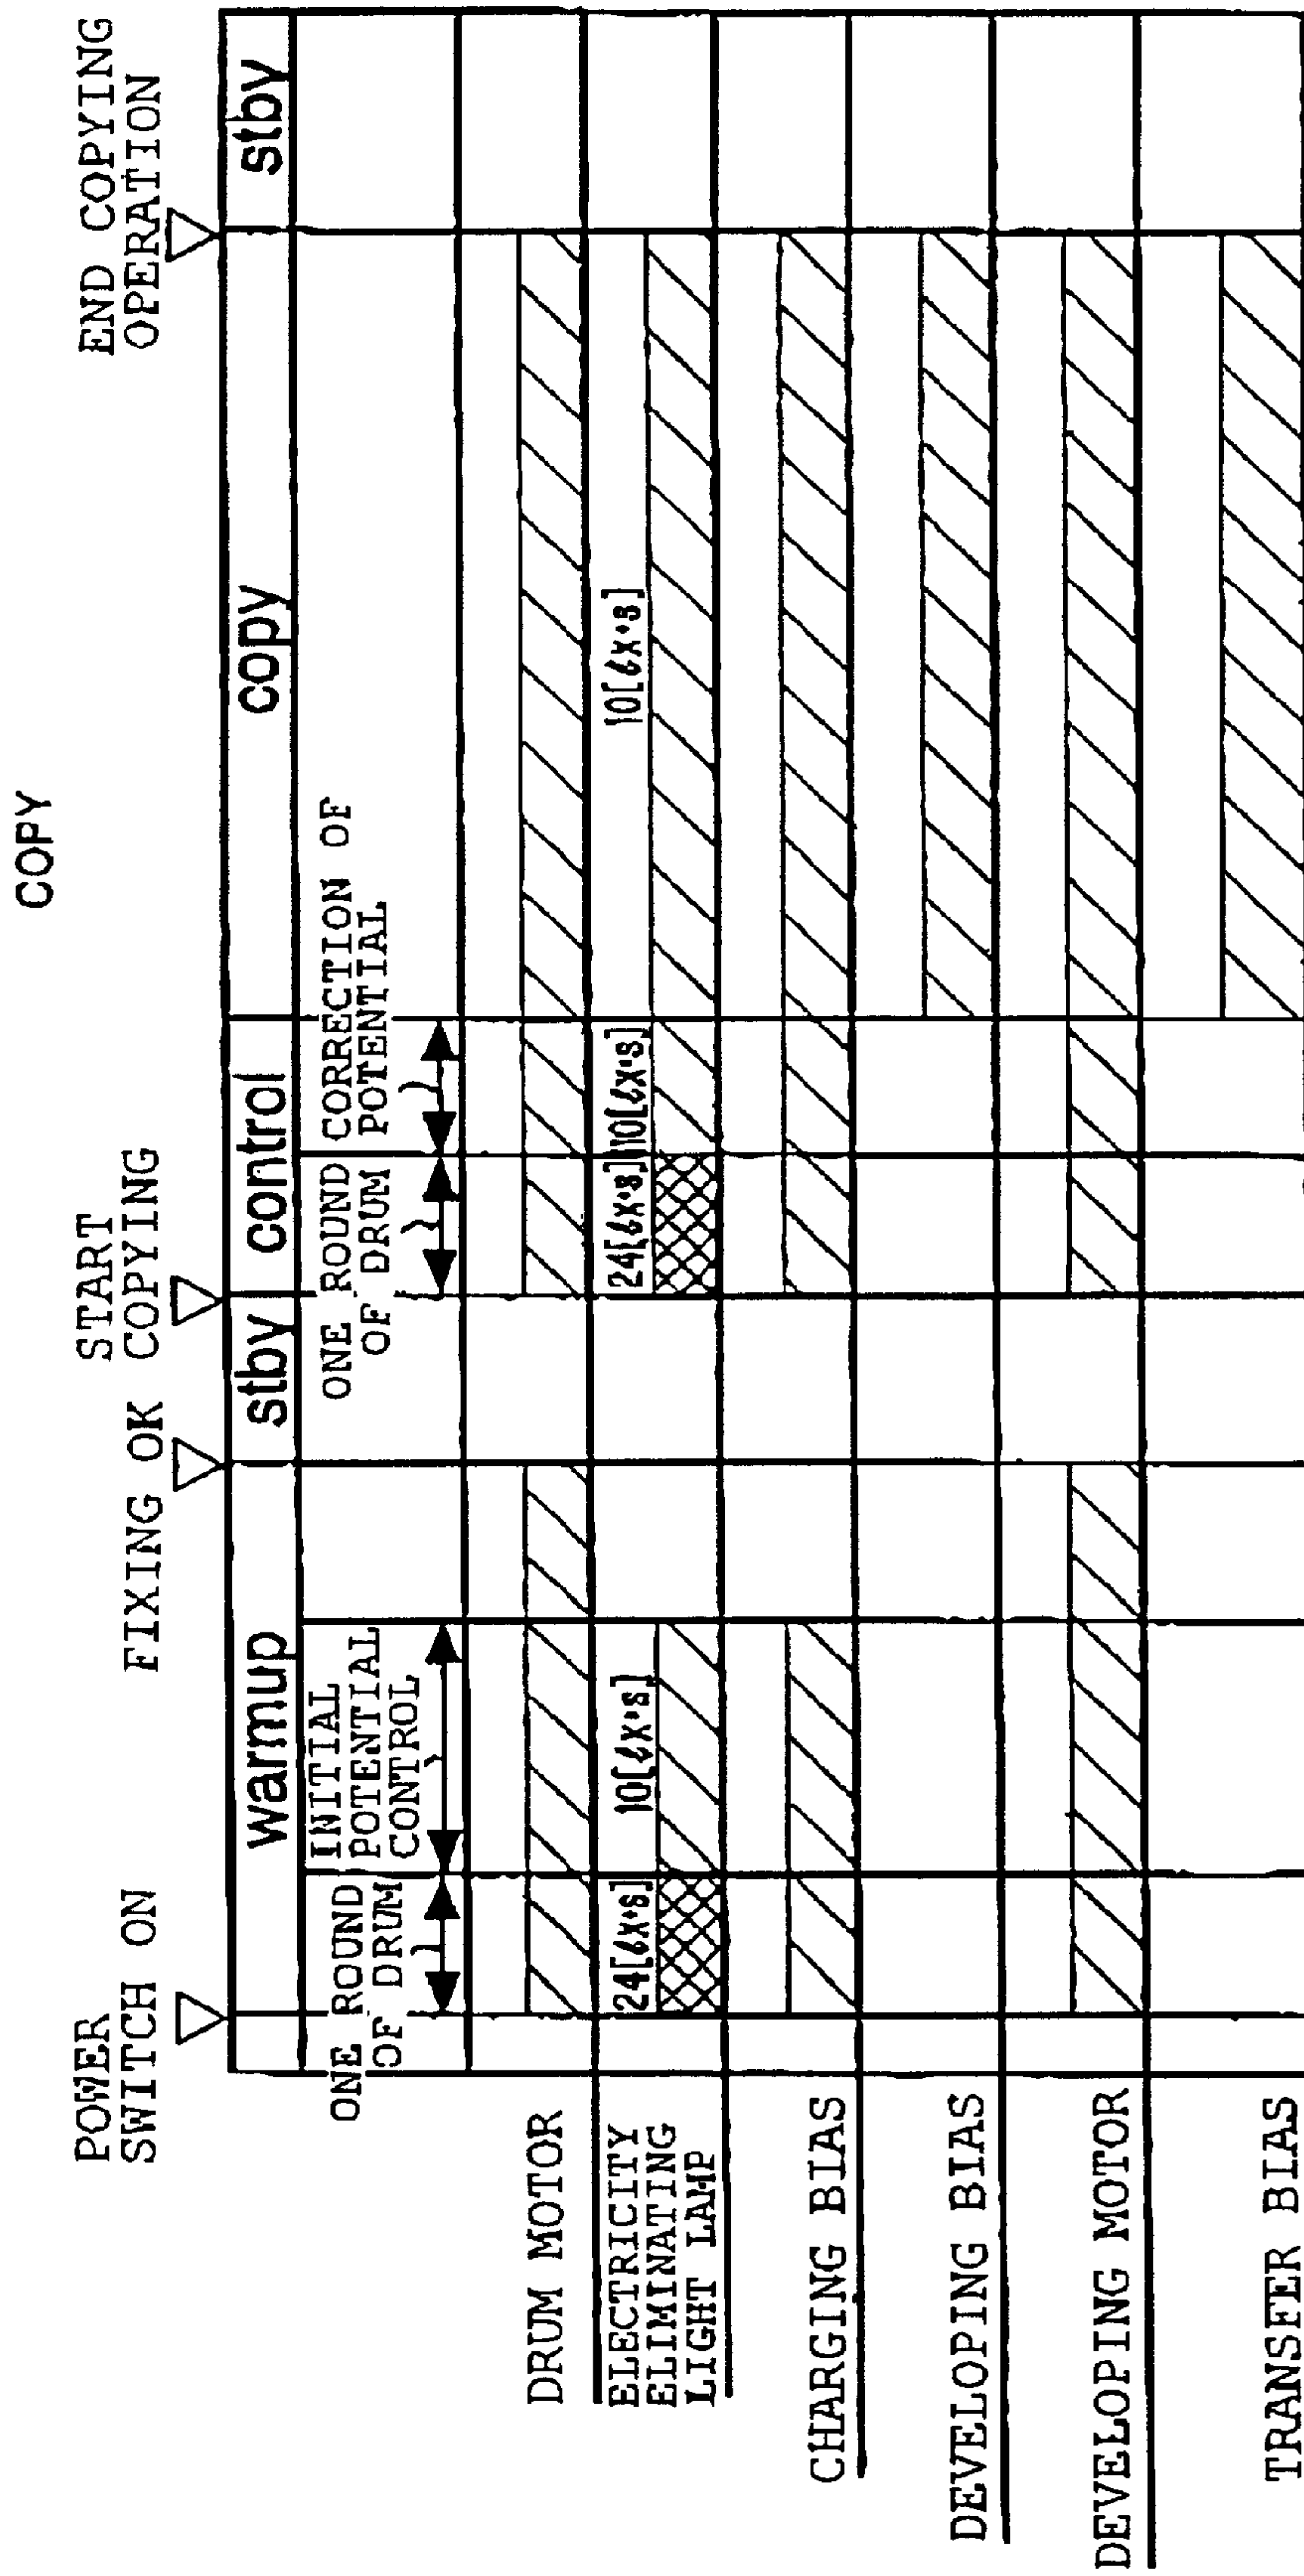 COPY
POWER
SWITCH ON
FIXING OK
START
COPYING
END COPYING
OPERATION
warmup
stby
control
copy
stby
ONE ROUND
OF DRUM
INITIAL
POTENTIAL
CONTROL
ONE ROUND
OF DRUM
CORRECTION OF
POTENTIAL
DRUM MOTOR
ELECTRICITY
ELIMINATING
LIGHT LAMP
24[ℓx•s]
10[ℓx•s]
24[ℓx•s]
10[ℓx•s]
10[ℓx•s]
CHARGING BIAS
DEVELOPING BIAS
DEVELOPING MOTOR
TRANSFER BIAS